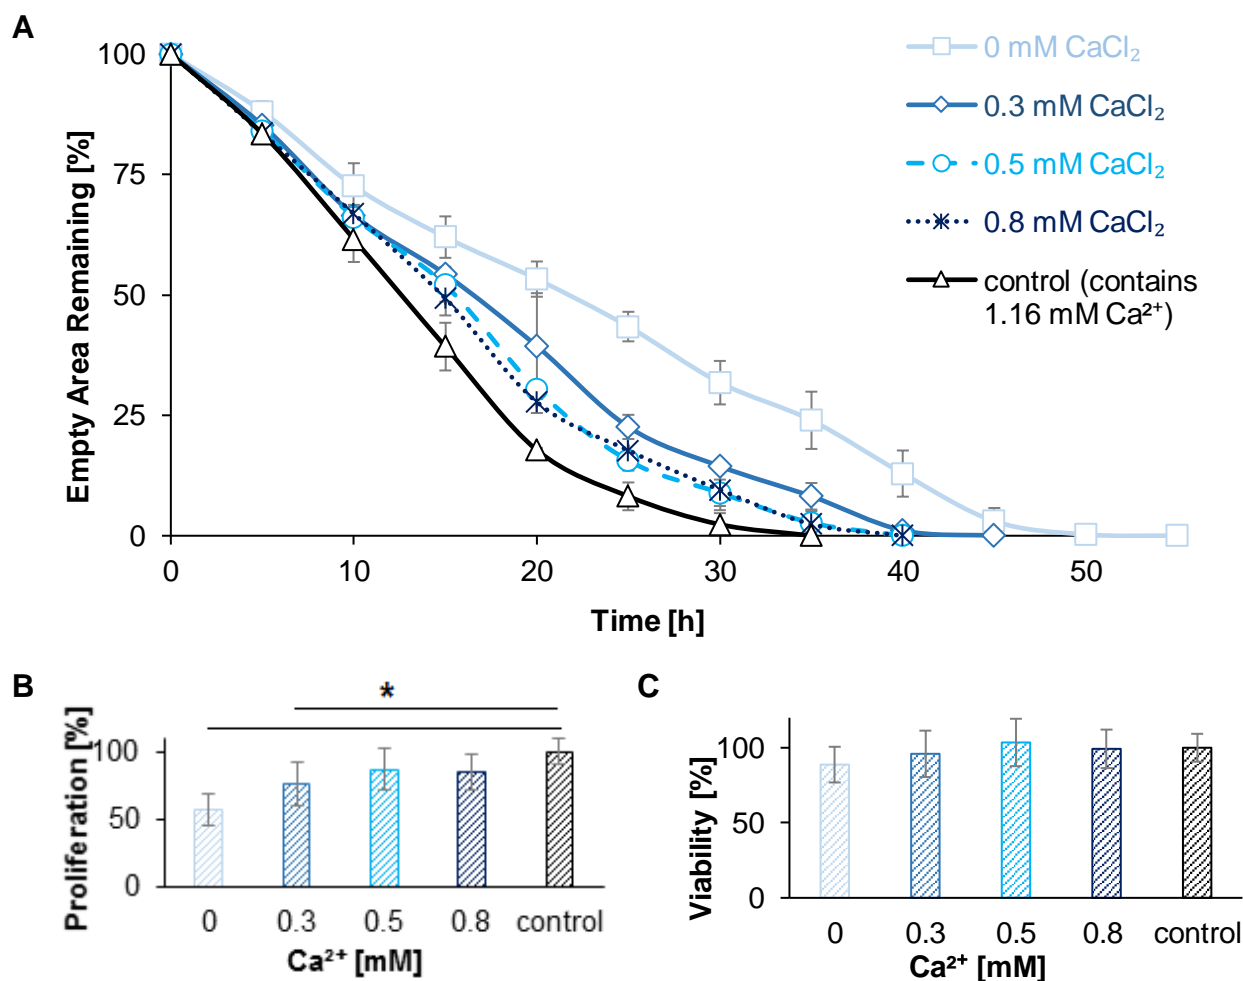 A
Empty Area Remaining [%]
100
75
50
25
0
0 10 20 30 40 50
Time [h]
0 mM CaCl₂
0.3 mM CaCl₂
0.5 mM CaCl₂
0.8 mM CaCl₂
control (contains
1.16 mM Ca²⁺)
B
Proliferation [%]
100
50
0
*
0 0.3 0.5 0.8 control
Ca²⁺ [mM]
C
Viability [%]
100
50
0
0 0.3 0.5 0.8 control
Ca²⁺ [mM]